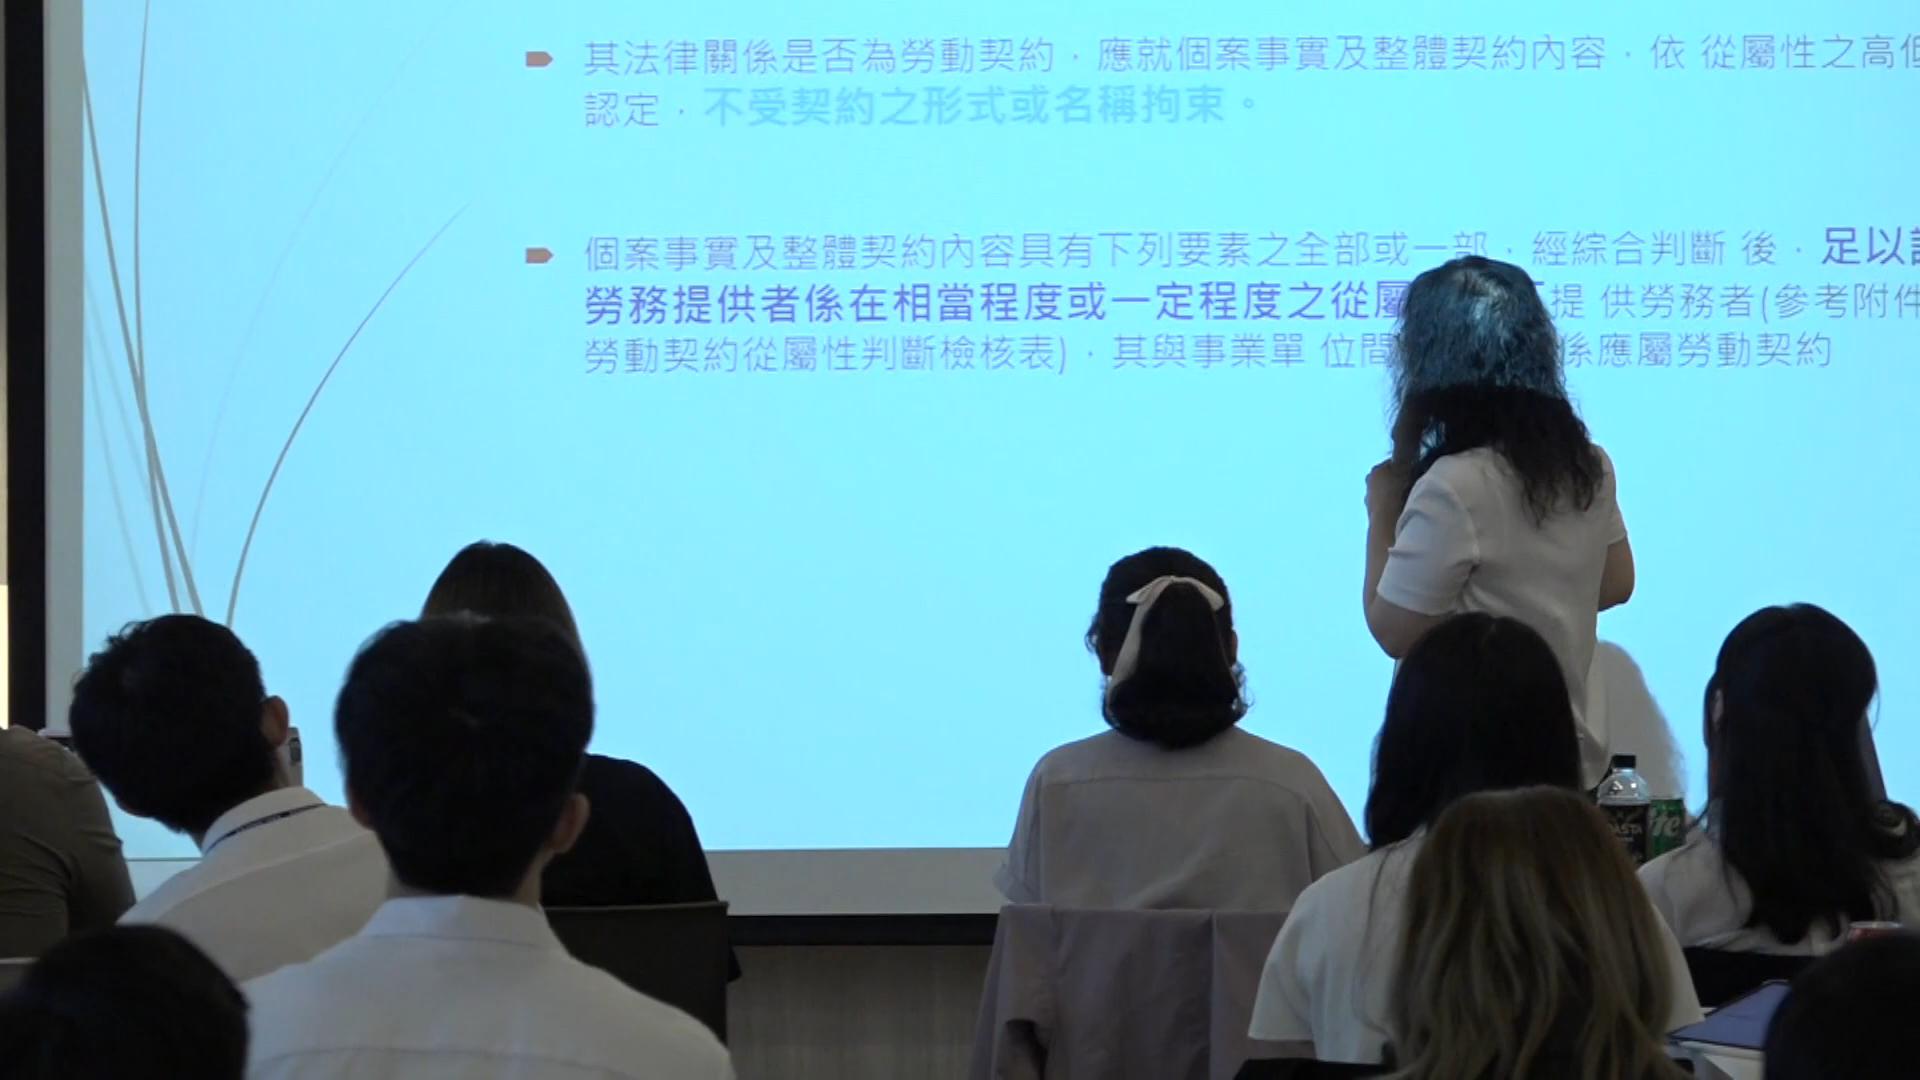 其法律關係是否為勞動契約，應就個案事實及整體契約內容，依 從屬性之高低
認定，不受契約之形式或名稱拘束。
個案事實及整體契約內容具有下列要素之全部或一部，經綜合判斷 後，足以
勞務提供者係在相當程度或一定程度之從屬 提 供勞務者(參考附件
勞動契約從屬性判斷檢核表)，其與事業單 位間 係應屬勞動契約